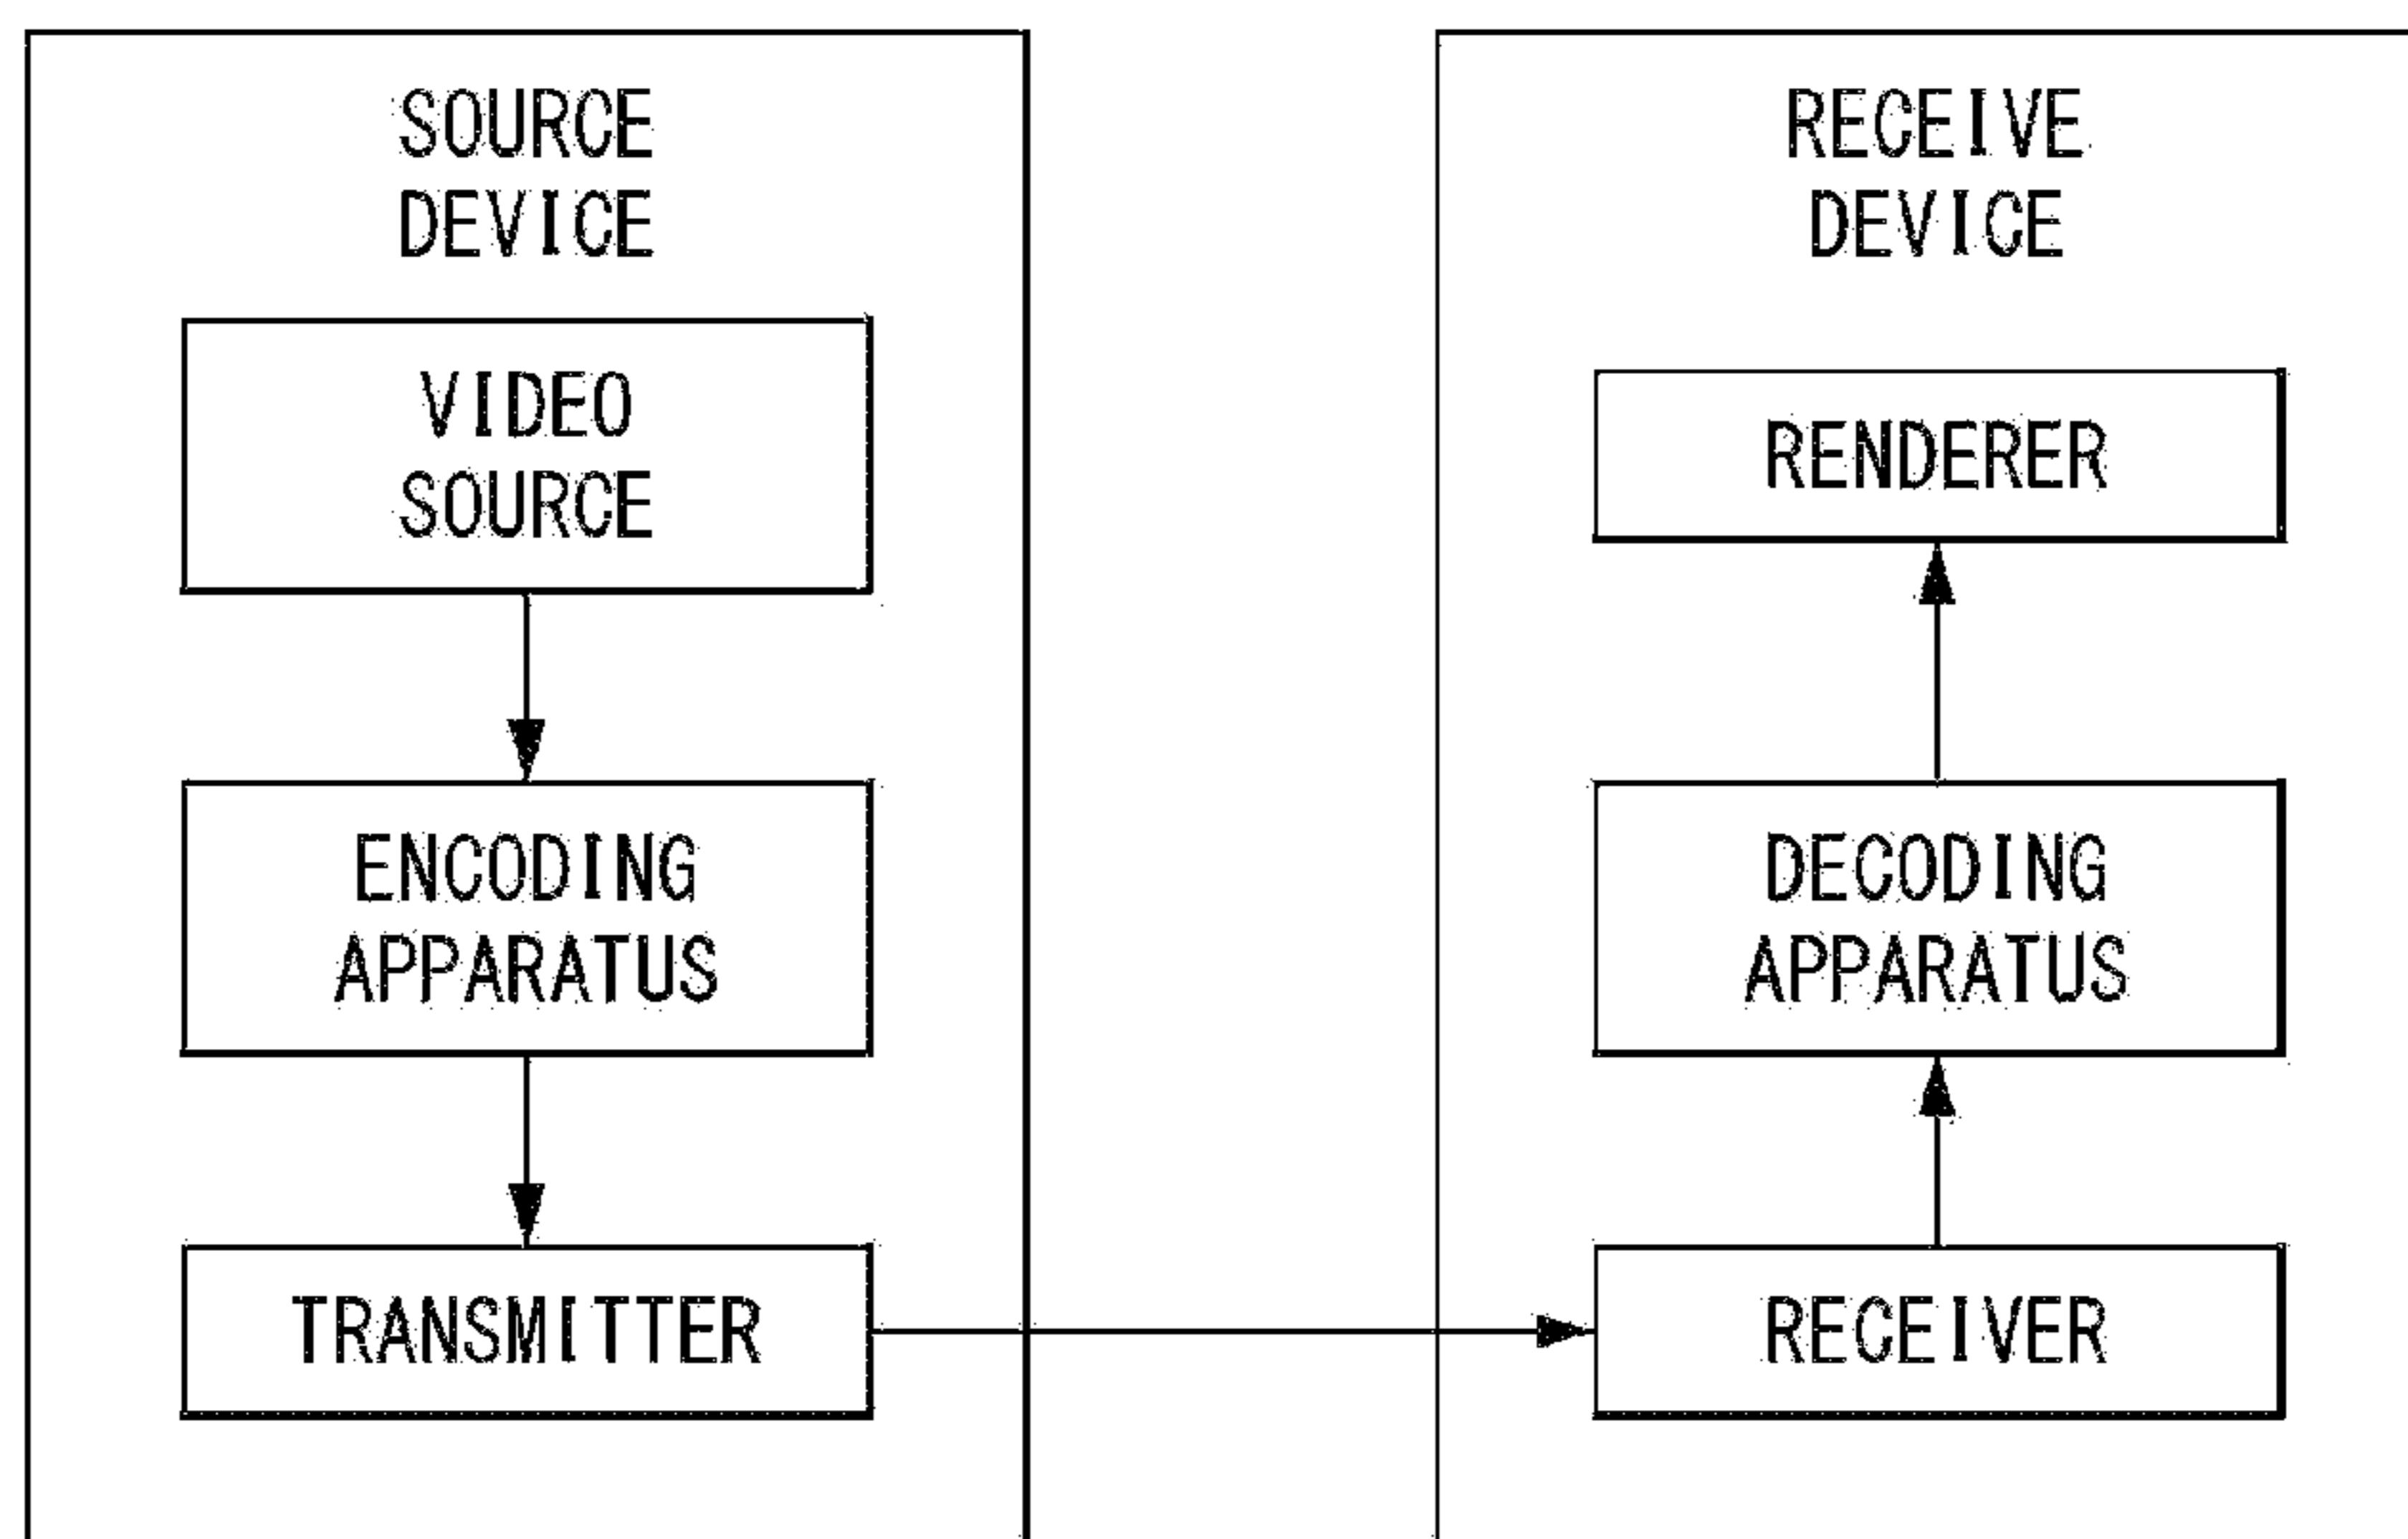 SOURCE
DEVICE
VIDEO
SOURCE
ENCODING
APPARATUS
TRANSMITTER
RECEIVE
DEVICE
RENDERER
DECODING
APPARATUS
RECEIVER